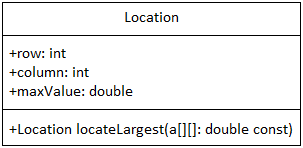 Location
+row: int
+column: int
+maxValue: double
+Location locateLargest(a[][]: double const)